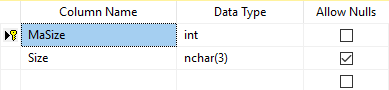 Column Name Data Type Allow Nulls
MaSize int
Size nchar(3)